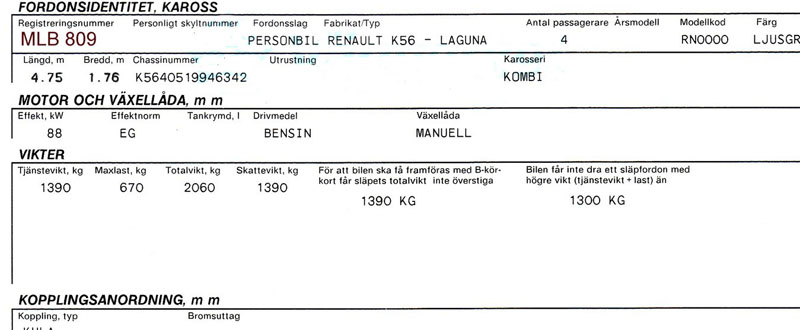 FORDONSIDENTITET, KAROSS
Registreringsnummer Personligt skyltnummer Fordonsslag Fabrikat/Typ Antal passagerare Årsmodell Modellkod Färg
MLB 809 PERSONBIL RENAULT K56 - LAGUNA 4 RN0000 LJUSGR
Längd, m Bredd, m Chassinummer Utrustning Karosseri
4.75 1.76 K5640519946342 KOMBI
MOTOR OCH VÄXELLÅDA, m m
Effekt, kW Effektnorm Tankrymd, l Drivmedel Växellåda
88 EG BENSIN MANUELL
VIKTER
Tjänstevikt, kg Maxlast, kg Totalvikt, kg Skattevikt, kg För att bilen ska få framföras med B-kör- Bilen får inte dra ett släpfordon med
kort får släpets totalvikt inte överstiga högre vikt (tjänstevikt + last) än
1390 670 2060 1390 1390 KG 1300 KG
KOPPLINGSANORDNING, m m
Koppling, typ Bromsuttag
KULA